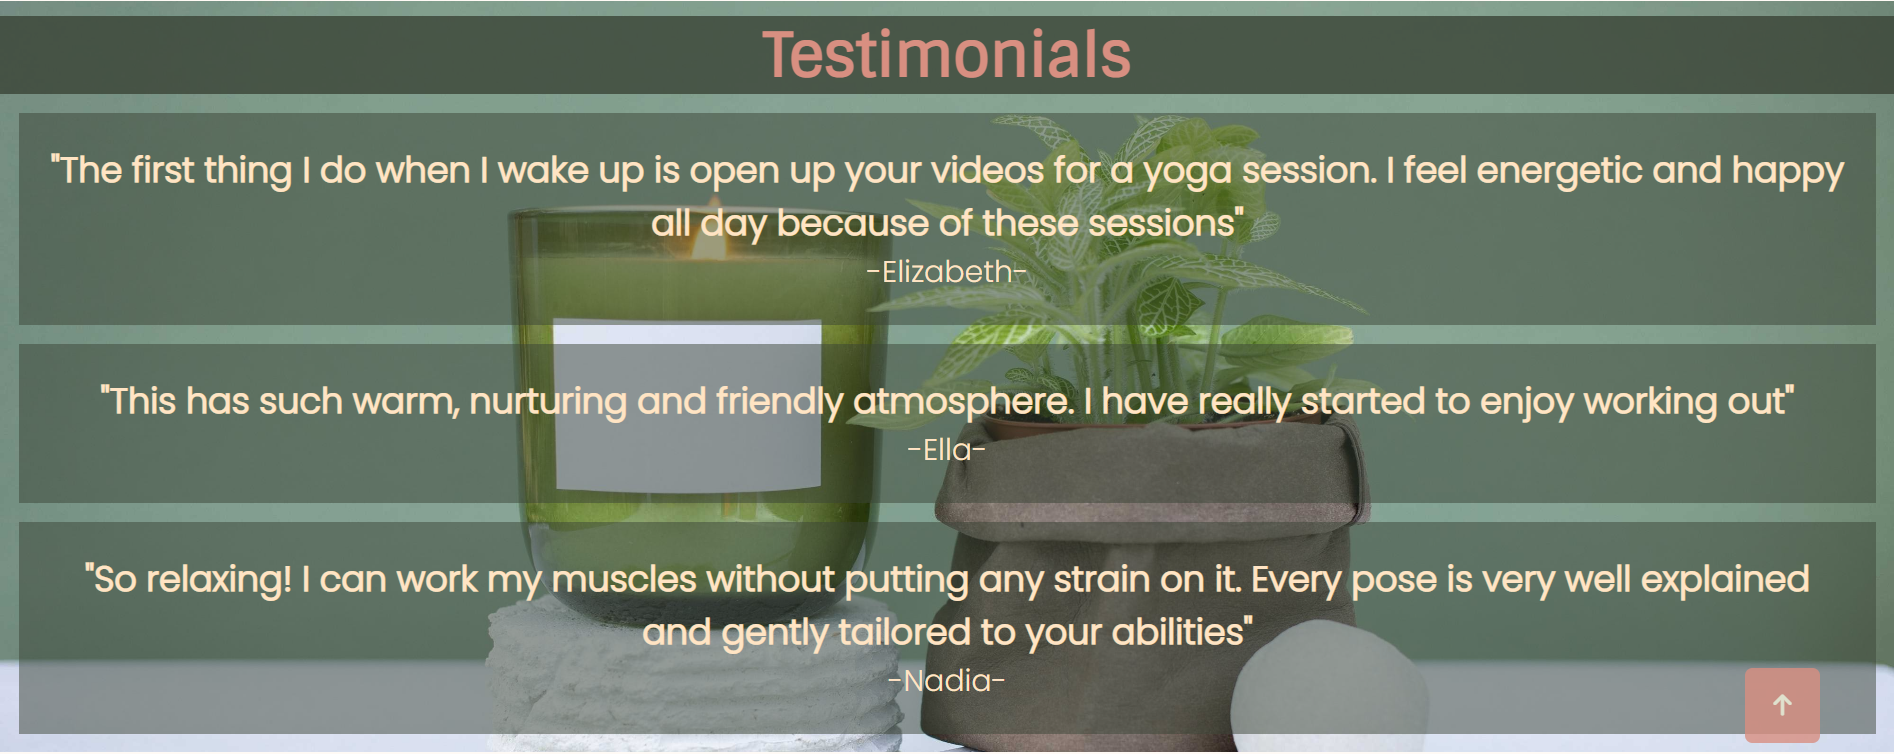 Testimonials
"The first thing I do when I wake up is open up your videos for a yoga session. I feel energetic and happy
all day because of these sessions"
-Elizabeth-
"This has such warm, nurturing and friendly atmosphere. I have really started to enjoy working out"
-Ella-
"So relaxing! I can work my muscles without putting any strain on it. Every pose is very well explained
and gently tailored to your abilities"
-Nadia-